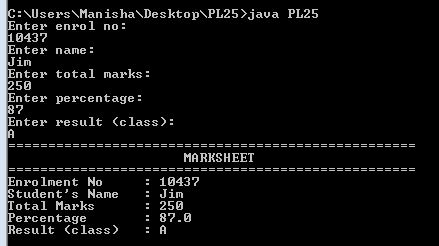 C:\Users\Manisha\Desktop\PL25>java PL25
Enter enrol no:
10437
Enter name:
Jim
Enter total marks:
250
Enter percentage:
87
Enter result (class):
A
===================================================
MARKSHEET
===================================================
Enrolment No : 10437
Student's Name : Jim
Total Marks : 250
Percentage : 87.0
Result (class) : A